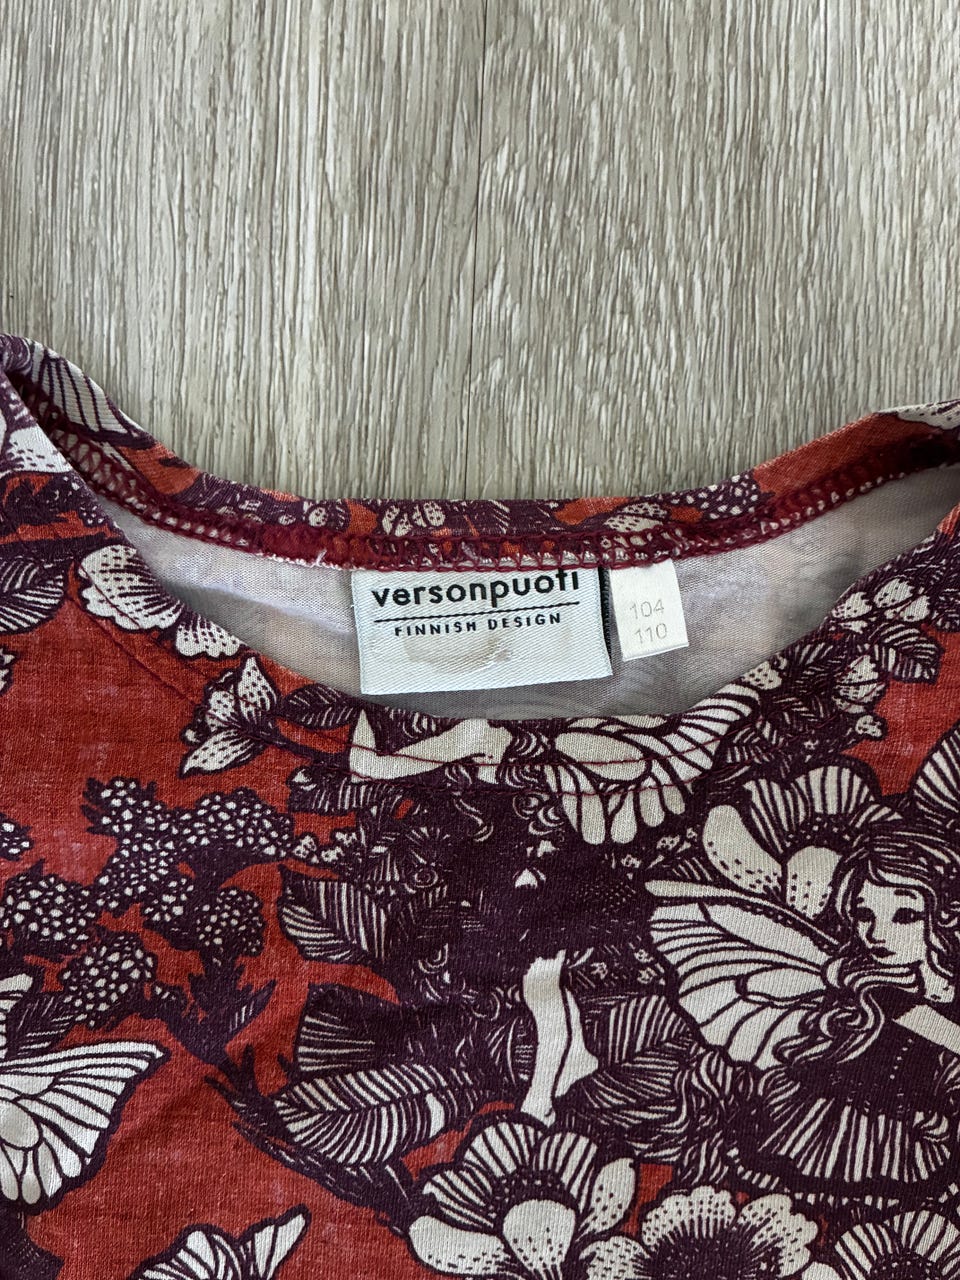 versonpuoti
FINNISH DESIGN
104
110